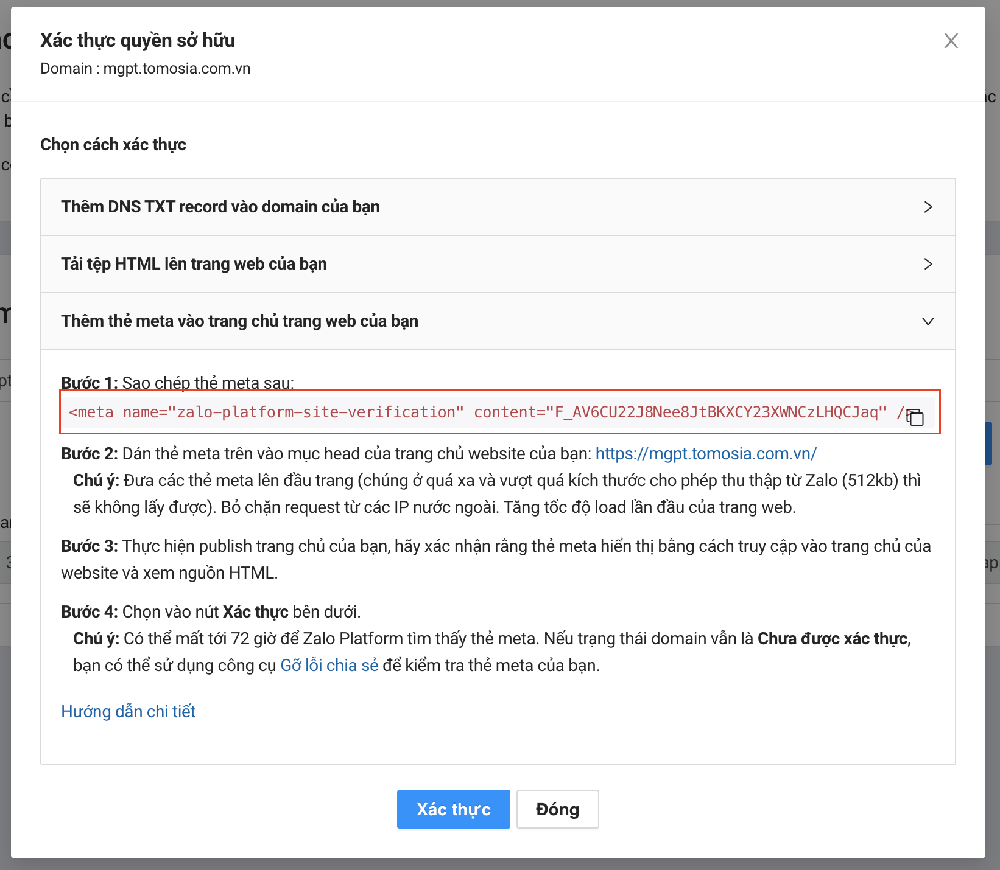 Xác thực quyền sở hữu
Domain : mgpt.tomosia.com.vn
Chọn cách xác thực
Thêm DNS TXT record vào domain của bạn
Tải tệp HTML lên trang web của bạn
Thêm thẻ meta vào trang chủ trang web của bạn
Bước 1: Sao chép thẻ meta sau:
<meta name="zalo-platform-site-verification" content="F_AV6CU22J8Nee8JtBKXCY23XWNCzLHQCJaq" />
Bước 2: Dán thẻ meta trên vào mục head của trang chủ website của bạn: https://mgpt.tomosia.com.vn/
Chú ý: Đưa các thẻ meta lên đầu trang (chúng ở quá xa và vượt quá kích thước cho phép thu thập từ Zalo (512kb) thì
sẽ không lấy được). Bỏ chặn request từ các IP nước ngoài. Tăng tốc độ load lần đầu của trang web.
Bước 3: Thực hiện publish trang chủ của bạn, hãy xác nhận rằng thẻ meta hiển thị bằng cách truy cập vào trang chủ của
website và xem nguồn HTML.
Bước 4: Chọn vào nút Xác thực bên dưới.
Chú ý: Có thể mất tới 72 giờ để Zalo Platform tìm thấy thẻ meta. Nếu trạng thái domain vẫn là Chưa được xác thực,
bạn có thể sử dụng công cụ Gỡ lỗi chia sẻ để kiểm tra thẻ meta của bạn.
Hướng dẫn chi tiết
Xác thực
Đóng